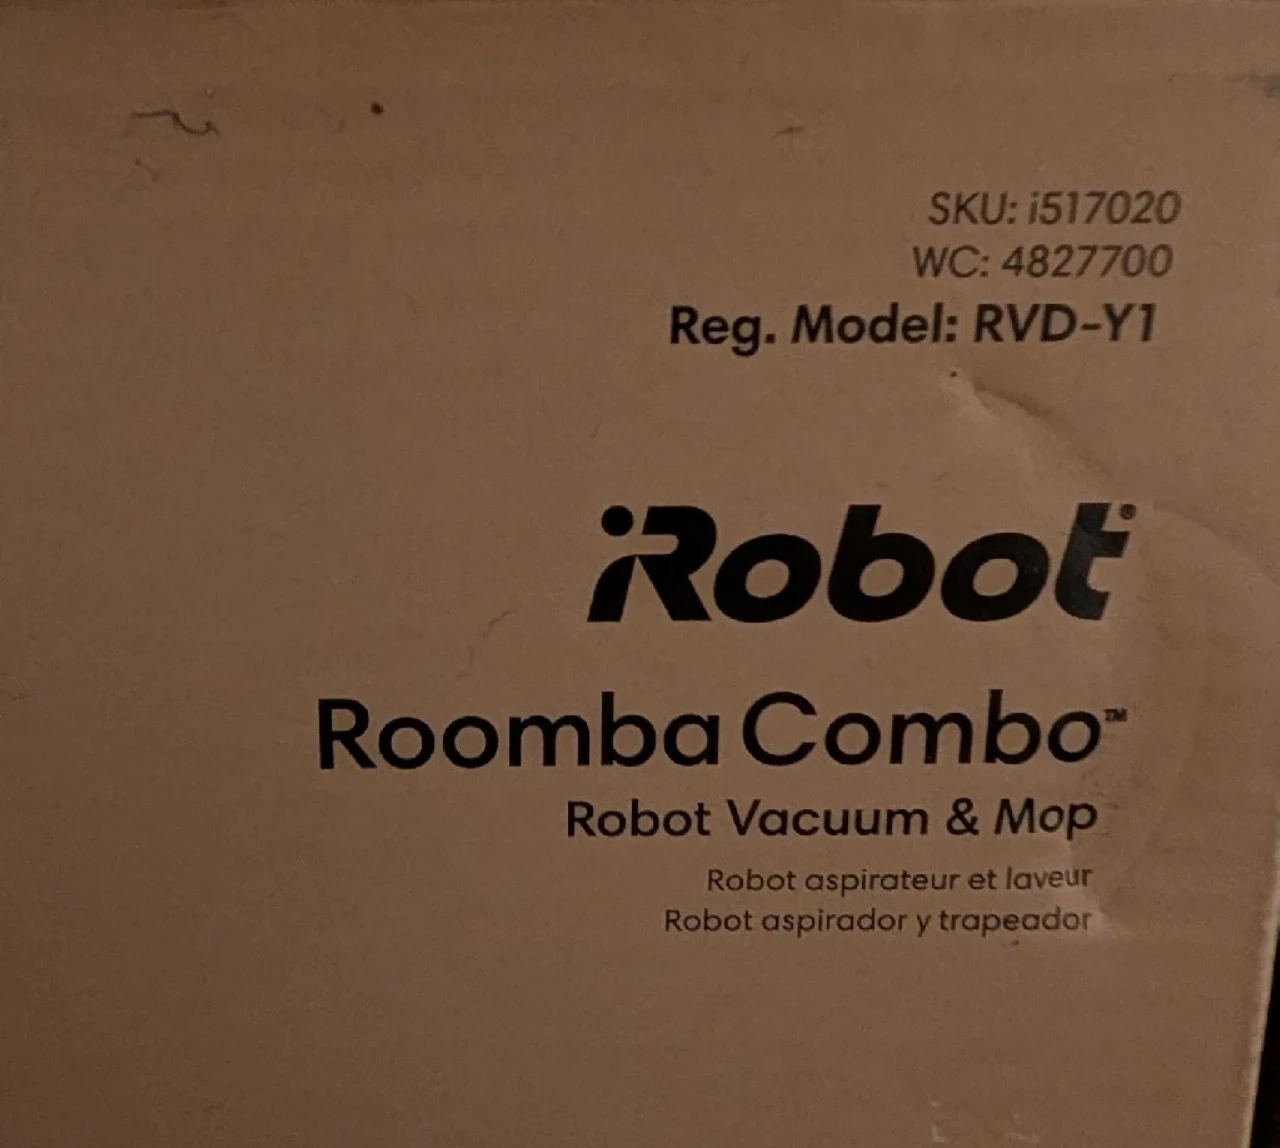 SKU: i517020
WC: 4827700
Reg. Model: RVD-Y1
iRobot®
Roomba Combo™
Robot Vacuum & Mop
Robot aspirateur et laveur
Robot aspirador y trapeador